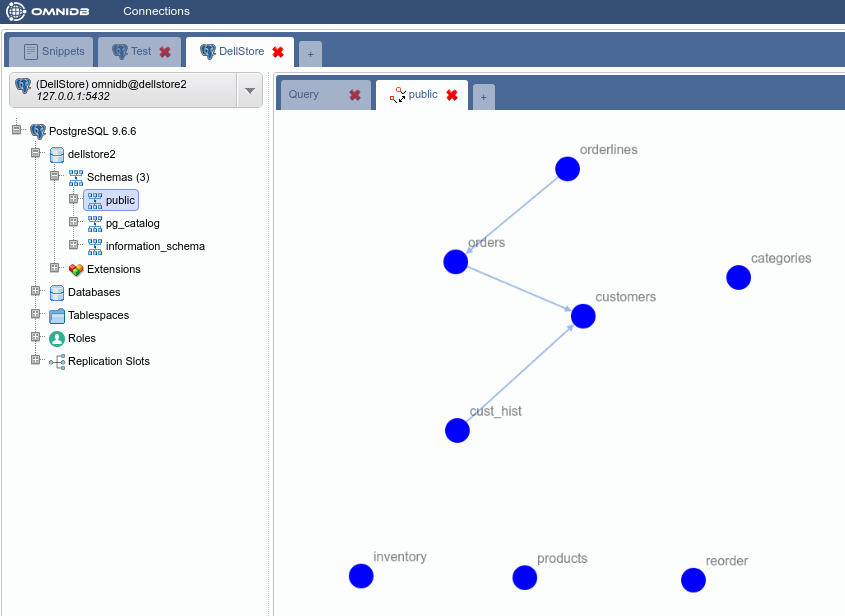 OMNIDB Connections
Snippets Test DellStore +
(DellStore) omnidb@dellstore2
127.0.0.1:5432
PostgreSQL 9.6.6
dellstore2
Schemas (3)
public
pg_catalog
information_schema
Extensions
Databases
Tablespaces
Roles
Replication Slots
Query public +
orderlines
orders
categories
customers
cust_hist
inventory
products
reorder